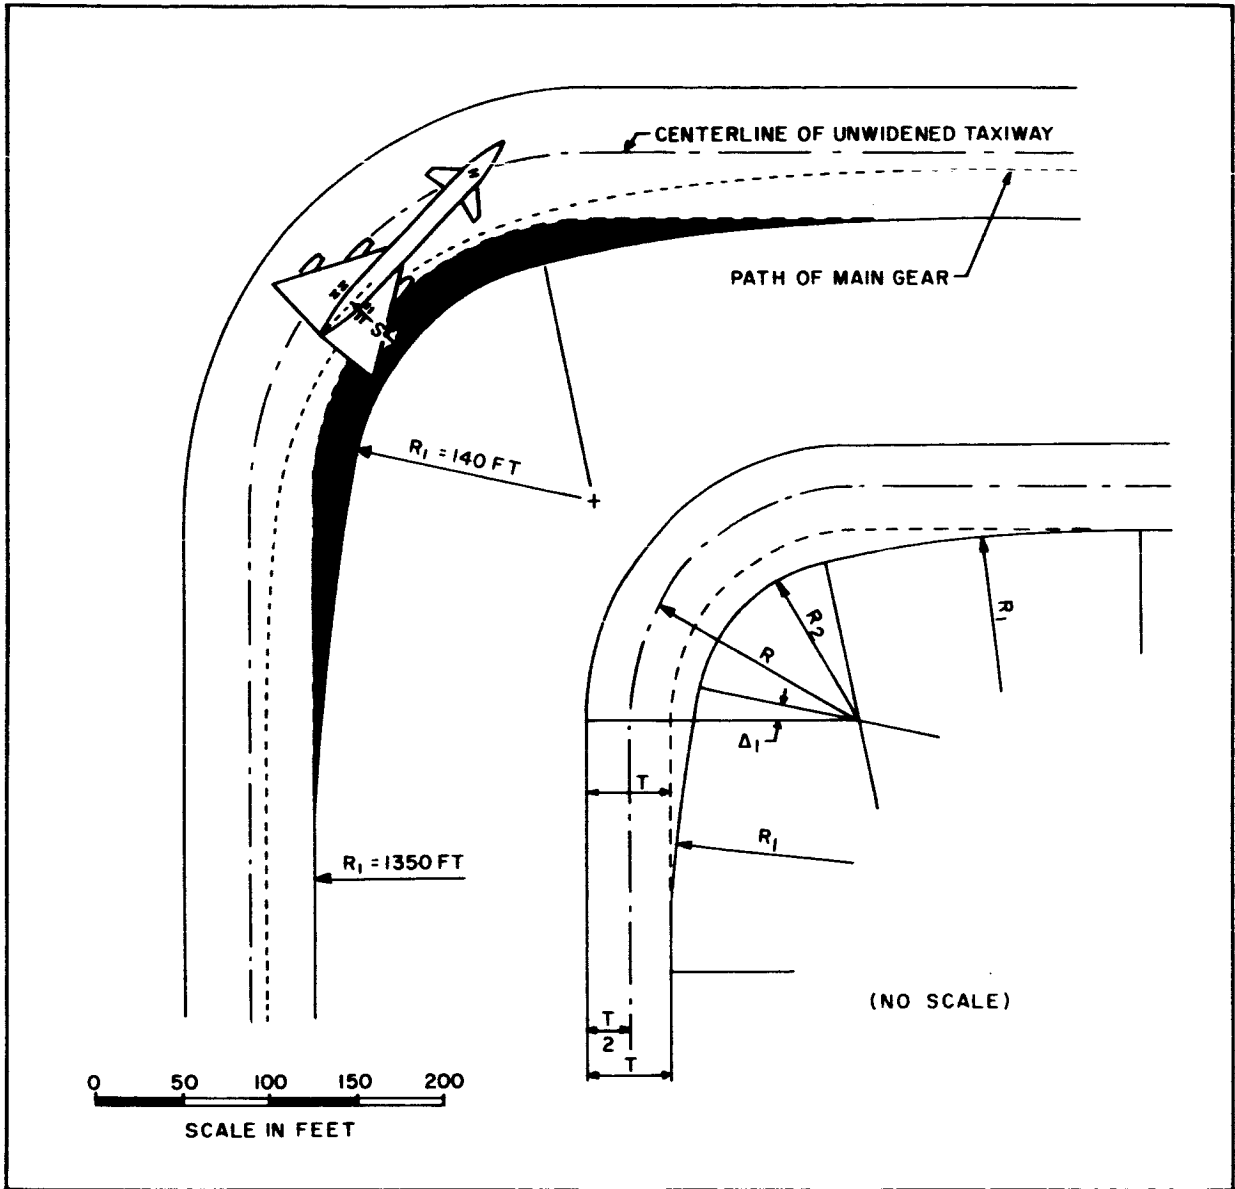 CENTERLINE OF UNWIDENED TAXIWAY
PATH OF MAIN GEAR
S
R₁ = 140 FT
R₁ = 1350 FT
R₂
R
R₁
Δ₁
T
R₁
T
2
T
(NO SCALE)
0 50 100 150 200
SCALE IN FEET